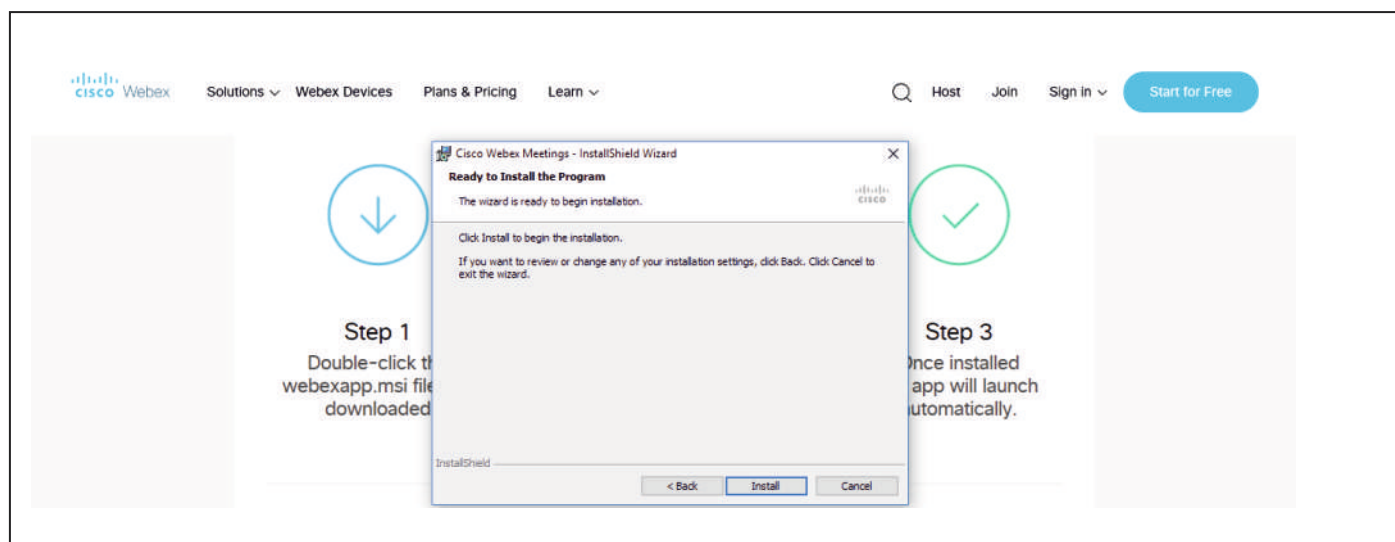 cisco Webex Solutions Webex Devices Plans & Pricing Learn Host Join Sign in Start for Free
Cisco Webex Meetings - InstallShield Wizard
Ready to Install the Program
The wizard is ready to begin installation.
cisco
Click Install to begin the installation.
If you want to review or change any of your installation settings, click Back. Click Cancel to
exit the wizard.
InstallShield
< Back Install Cancel
Step 1
Double-click
webexapp.msi
downloaded
Step 3
installed
app will launch
automatically.